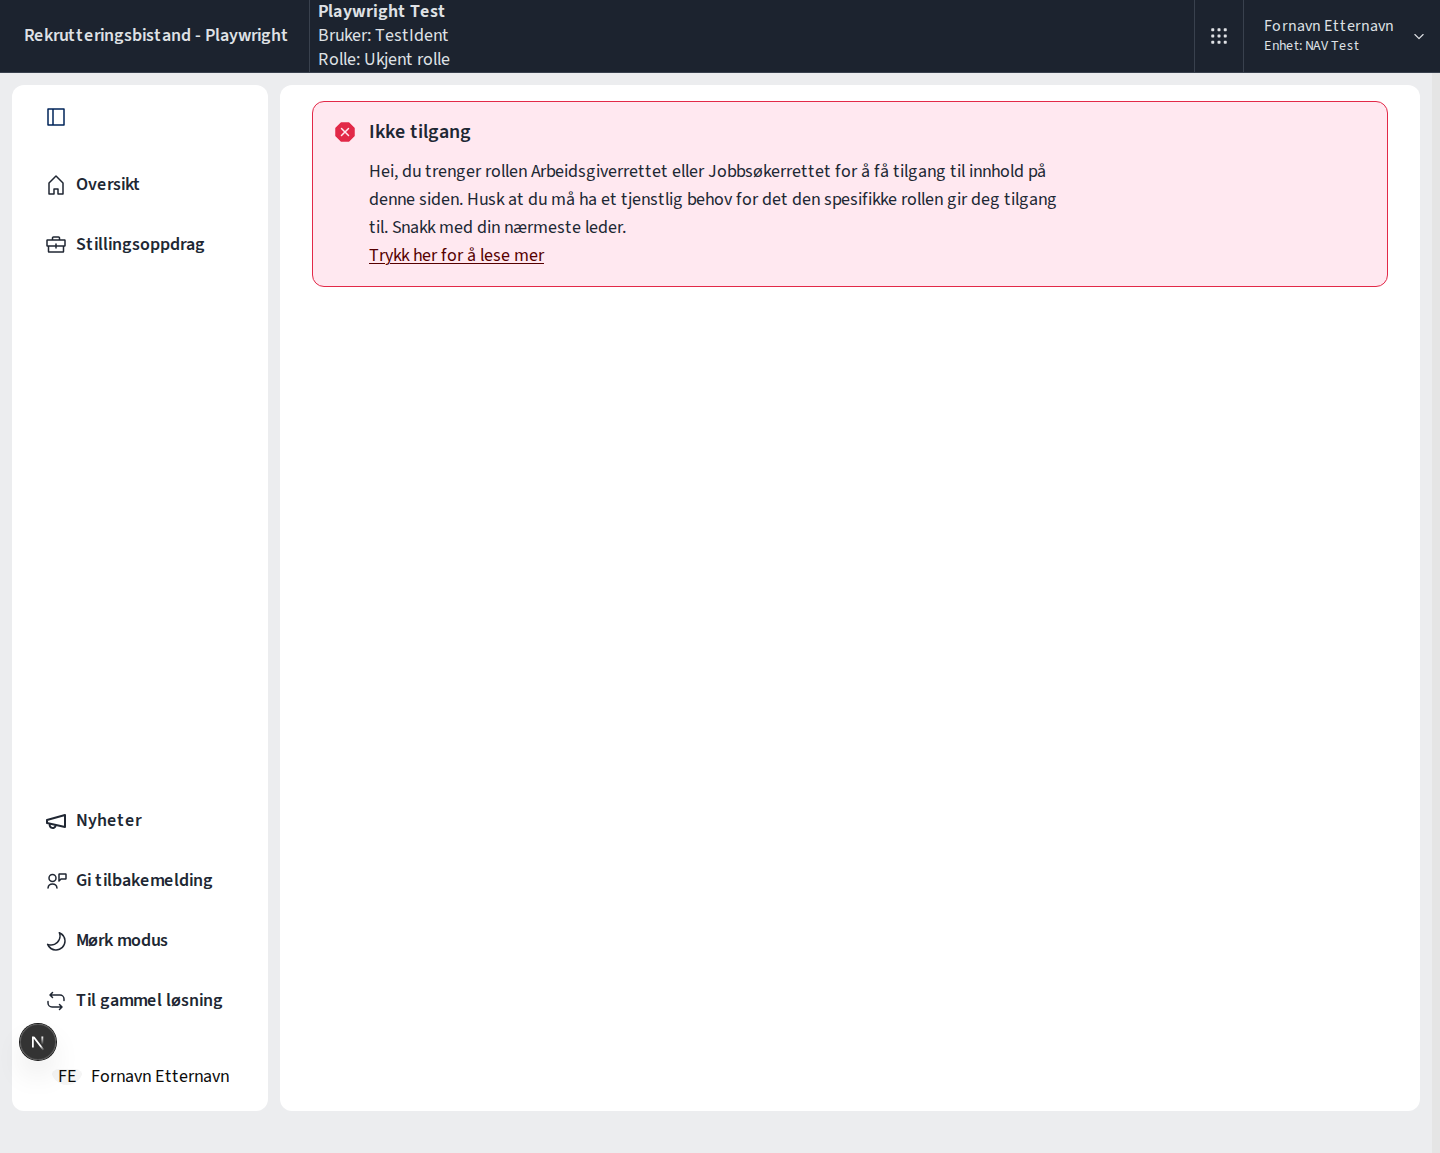 Rekrutteringsbistand - Playwright
Playwright Test
Bruker: TestIdent
Rolle: Ukjent rolle
Fornavn Etternavn
Enhet: NAV Test
Oversikt
Stillingsoppdrag
Nyheter
Gi tilbakemelding
Mørk modus
Til gammel løsning
N
FE Fornavn Etternavn
Ikke tilgang
Hei, du trenger rollen Arbeidsgiverrettet eller Jobbsøkerrettet for å få tilgang til innhold på
denne siden. Husk at du må ha et tjenstlig behov for det den spesifikke rollen gir deg tilgang
til. Snakk med din nærmeste leder.
Trykk her for å lese mer